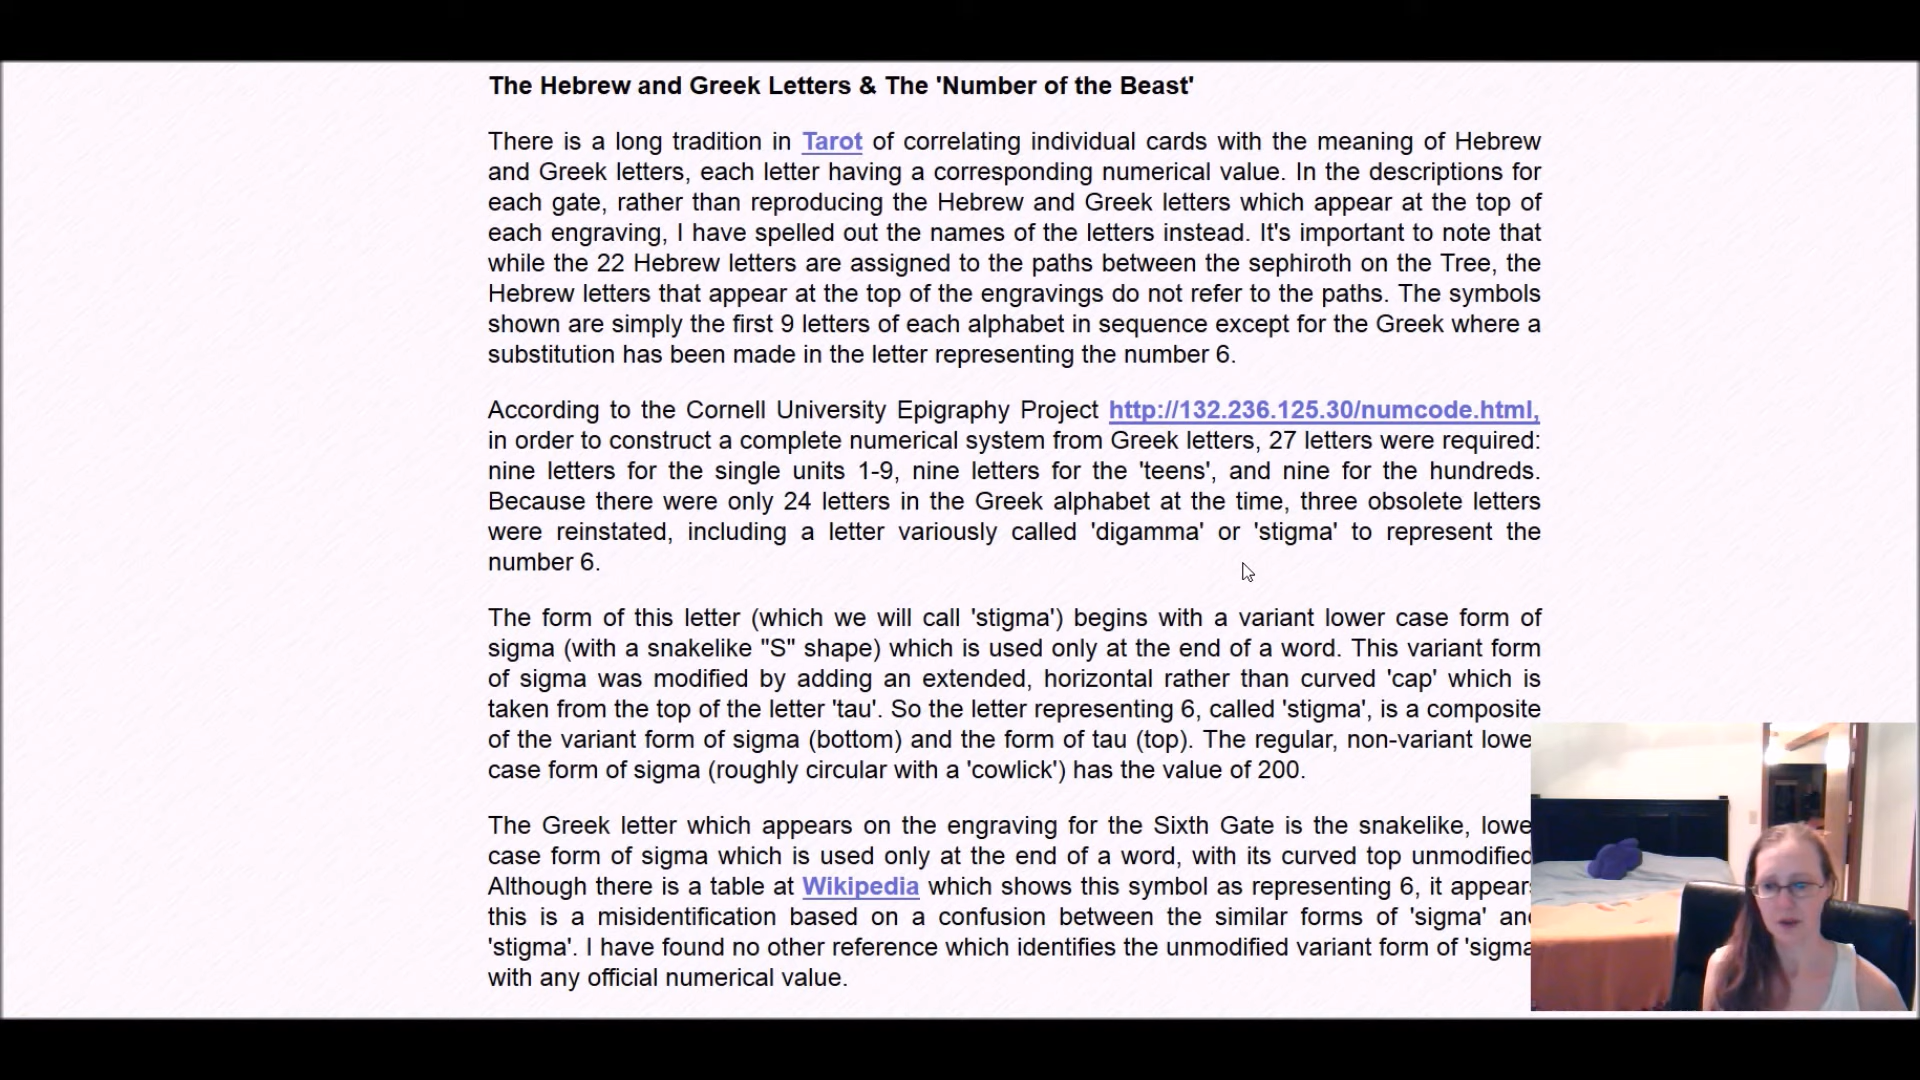 The Hebrew and Greek Letters & The 'Number of the Beast'
There is a long tradition in Tarot of correlating individual cards with the meaning of Hebrew
and Greek letters, each letter having a corresponding numerical value. In the descriptions for
each gate, rather than reproducing the Hebrew and Greek letters which appear at the top of
each engraving, I have spelled out the names of the letters instead. It's important to note that
while the 22 Hebrew letters are assigned to the paths between the sephiroth on the Tree, the
Hebrew letters that appear at the top of the engravings do not refer to the paths. The symbols
shown are simply the first 9 letters of each alphabet in sequence except for the Greek where a
substitution has been made in the letter representing the number 6.
According to the Cornell University Epigraphy Project http://132.236.125.30/numcode.html,
in order to construct a complete numerical system from Greek letters, 27 letters were required:
nine letters for the single units 1-9, nine letters for the 'teens', and nine for the hundreds.
Because there were only 24 letters in the Greek alphabet at the time, three obsolete letters
were reinstated, including a letter variously called 'digamma' or 'stigma' to represent the
number 6.
The form of this letter (which we will call 'stigma') begins with a variant lower case form of
sigma (with a snakelike "S" shape) which is used only at the end of a word. This variant form
of sigma was modified by adding an extended, horizontal rather than curved 'cap' which is
taken from the top of the letter 'tau'. So the letter representing 6, called 'stigma', is a composite
of the variant form of sigma (bottom) and the form of tau (top). The regular, non-variant lowe
case form of sigma (roughly circular with a 'cowlick') has the value of 200.
The Greek letter which appears on the engraving for the Sixth Gate is the snakelike, lowe
case form of sigma which is used only at the end of a word, with its curved top unmodified
Although there is a table at Wikipedia which shows this symbol as representing 6, it appear
this is a misidentification based on a confusion between the similar forms of 'sigma' an
'stigma'. I have found no other reference which identifies the unmodified variant form of 'sigma
with any official numerical value.